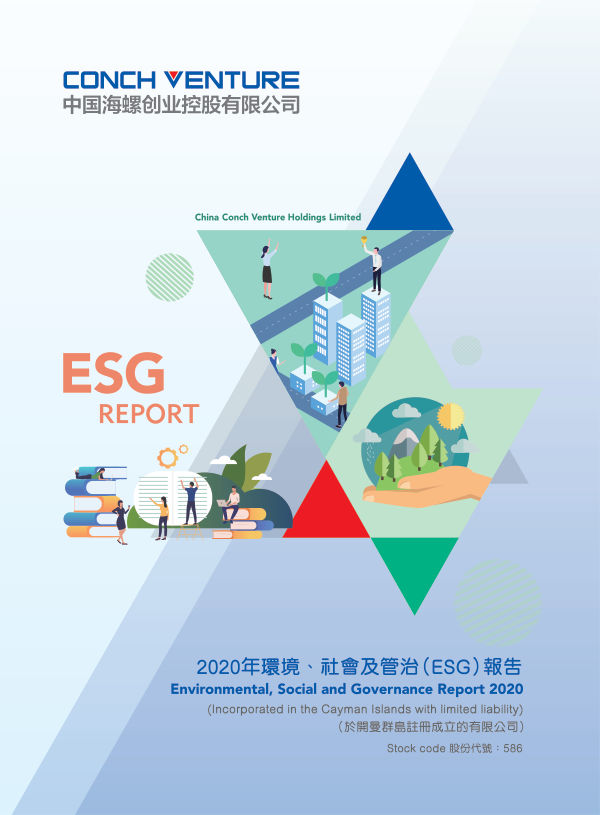 CONCH VENTURE
中国海螺创业控股有限公司
China Conch Venture Holdings Limited
ESG
REPORT
2020年環境、社會及管治(ESG)報告
Environmental, Social and Governance Report 2020
(Incorporated in the Cayman Islands with limited liability)
(於開曼群島註冊成立的有限公司)
Stock code 股份代號：586